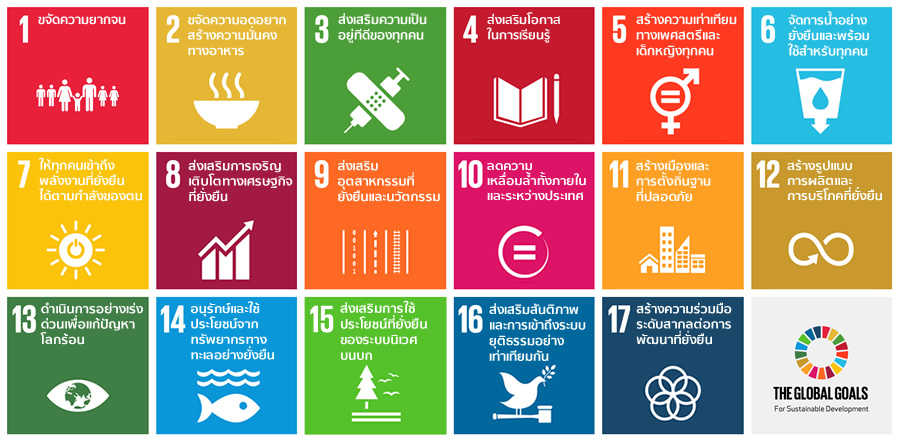 1 ขจัดความยากจน
2 ขจัดความอดอยาก
สร้างความมั่นคง
ทางอาหาร
3 ส่งเสริมความเป็น
อยู่ที่ดีของทุกคน
4 ส่งเสริมโอกาส
ในการเรียนรู้
5 สร้างความเท่าเทียม
ทางเพศสตรีและ
เด็กหญิงทุกคน
6 จัดการน้ำอย่าง
ยั่งยืนและพร้อม
ใช้สำหรับทุกคน
7 ให้ทุกคนเข้าถึง
พลังงานที่ยั่งยืน
ได้ตามกำลังของตน
8 ส่งเสริมการเจริญ
เติบโตทางเศรษฐกิจ
ที่ยั่งยืน
9 ส่งเสริม
อุตสาหกรรมที่
ยั่งยืนและนวัตกรรม
001001
10 ลดความ
เหลื่อมล้ำทั้งภายใน
และระหว่างประเทศ
11 สร้างเมืองและ
การตั้งถิ่นฐาน
ที่ปลอดภัย
12 สร้างรูปแบบ
การผลิตและ
การบริโภคที่ยั่งยืน
13 ดำเนินการอย่างเร่ง
ด่วนเพื่อแก้ปัญหา
โลกร้อน
14 อนุรักษ์และใช้
ประโยชน์จาก
ทรัพยากรทาง
ทะเลอย่างยั่งยืน
15 ส่งเสริมการใช้
ประโยชน์ที่ยั่งยืน
ของระบบนิเวศ
บนบก
16 ส่งเสริมสันติภาพ
และการเข้าถึงระบบ
ยุติธรรมอย่าง
เท่าเทียมกัน
17 สร้างความร่วมมือ
ระดับสากลต่อการ
พัฒนาที่ยั่งยืน
THE GLOBAL GOALS
For Sustainable Development